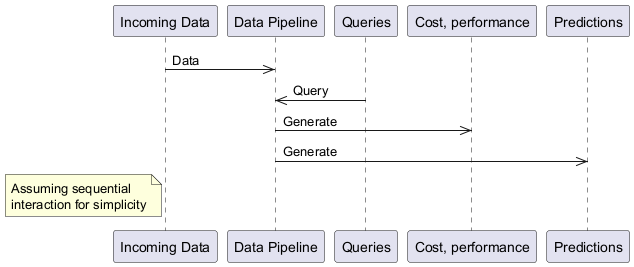 Incoming Data
Data Pipeline
Queries
Cost, performance
Predictions
Data
Query
Generate
Generate
Assuming sequential
interaction for simplicity
Incoming Data
Data Pipeline
Queries
Cost, performance
Predictions